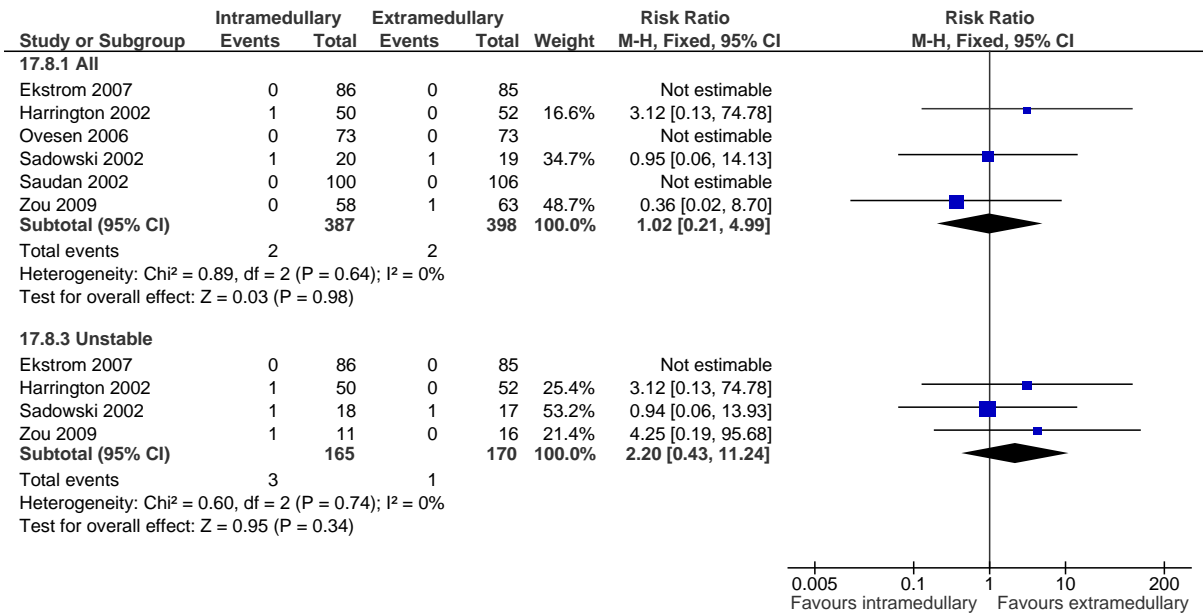 Intramedullary Extramedullary Risk Ratio Risk Ratio
Study or Subgroup Events Total Events Total Weight M-H, Fixed, 95% CI M-H, Fixed, 95% CI
17.8.1 All
Ekstrom 2007 0 86 0 85 Not estimable
Harrington 2002 1 50 0 52 16.6% 3.12 [0.13, 74.78]
Ovesen 2006 0 73 0 73 Not estimable
Sadowski 2002 1 20 1 19 34.7% 0.95 [0.06, 14.13]
Saudan 2002 0 100 0 106 Not estimable
Zou 2009 0 58 1 63 48.7% 0.36 [0.02, 8.70]
Subtotal (95% CI) 387 398 100.0% 1.02 [0.21, 4.99]
Total events 2 2
Heterogeneity: Chi² = 0.89, df = 2 (P = 0.64); I² = 0%
Test for overall effect: Z = 0.03 (P = 0.98)
17.8.3 Unstable
Ekstrom 2007 0 86 0 85 Not estimable
Harrington 2002 1 50 0 52 25.4% 3.12 [0.13, 74.78]
Sadowski 2002 1 18 1 17 53.2% 0.94 [0.06, 13.93]
Zou 2009 1 11 0 16 21.4% 4.25 [0.19, 95.68]
Subtotal (95% CI) 165 170 100.0% 2.20 [0.43, 11.24]
Total events 3 1
Heterogeneity: Chi² = 0.60, df = 2 (P = 0.74); I² = 0%
Test for overall effect: Z = 0.95 (P = 0.34)
0.005 0.1 1 10 200
Favours intramedullary Favours extramedullary